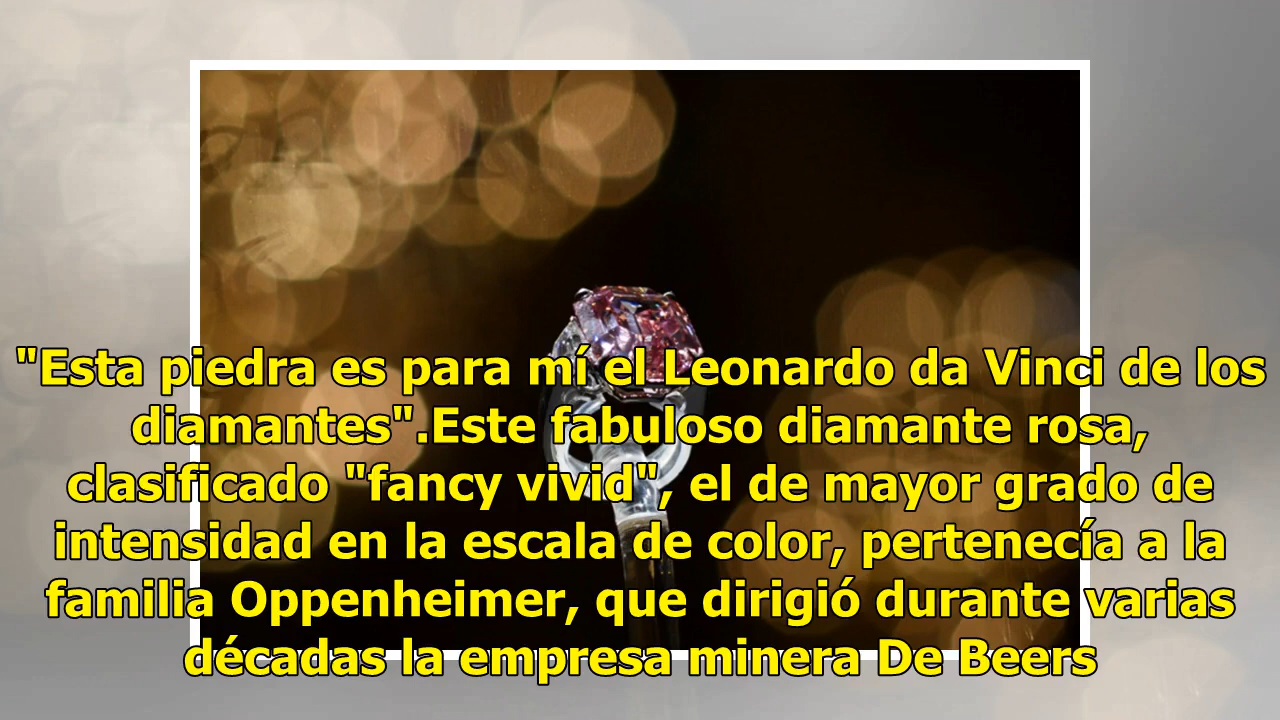 "Esta piedra es para mí el Leonardo da Vinci de los
diamantes".Este fabuloso diamante rosa,
clasificado "fancy vivid", el de mayor grado de
intensidad en la escala de color, pertenecía a la
familia Oppenheimer, que dirigió durante varias
décadas la empresa minera De Beers